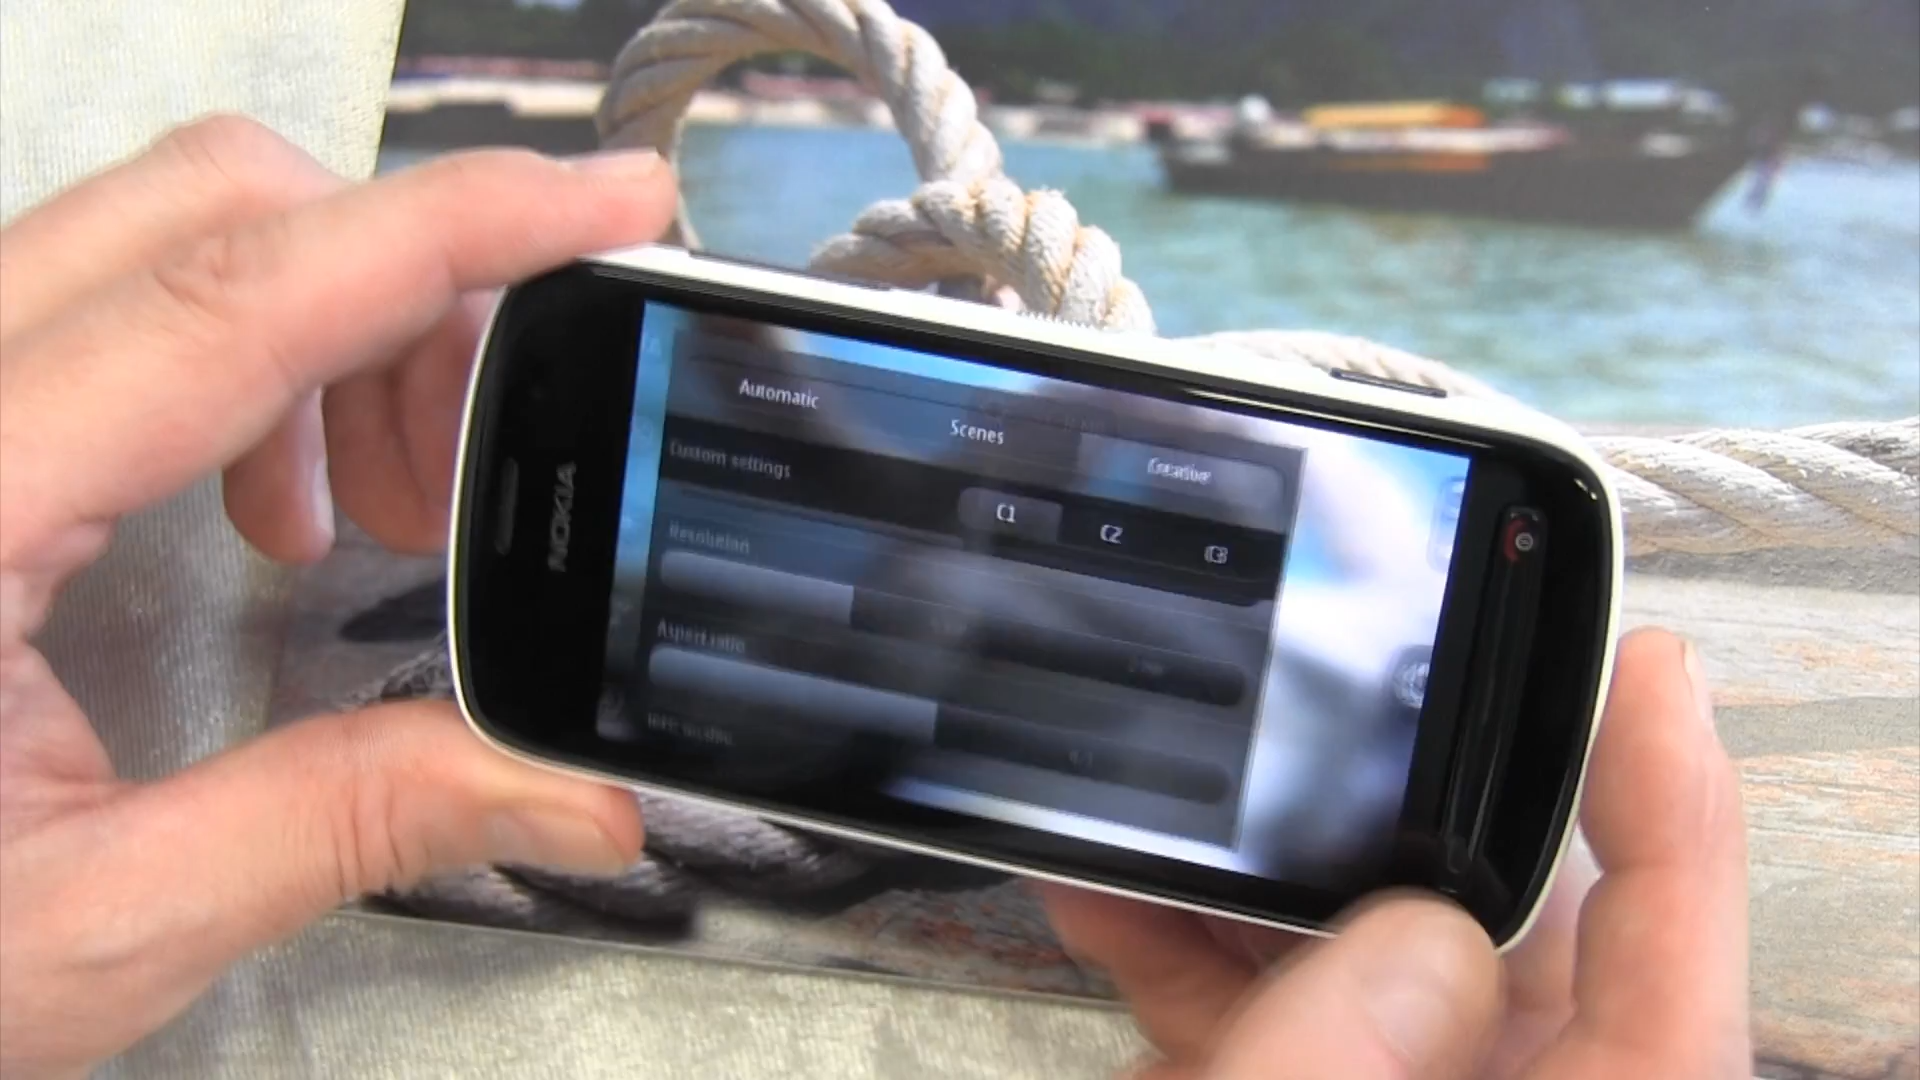 NOKIA
Automatic
Scenes
Creative
Custom settings
C1
C2
C3
Resolution
Aspect ratio